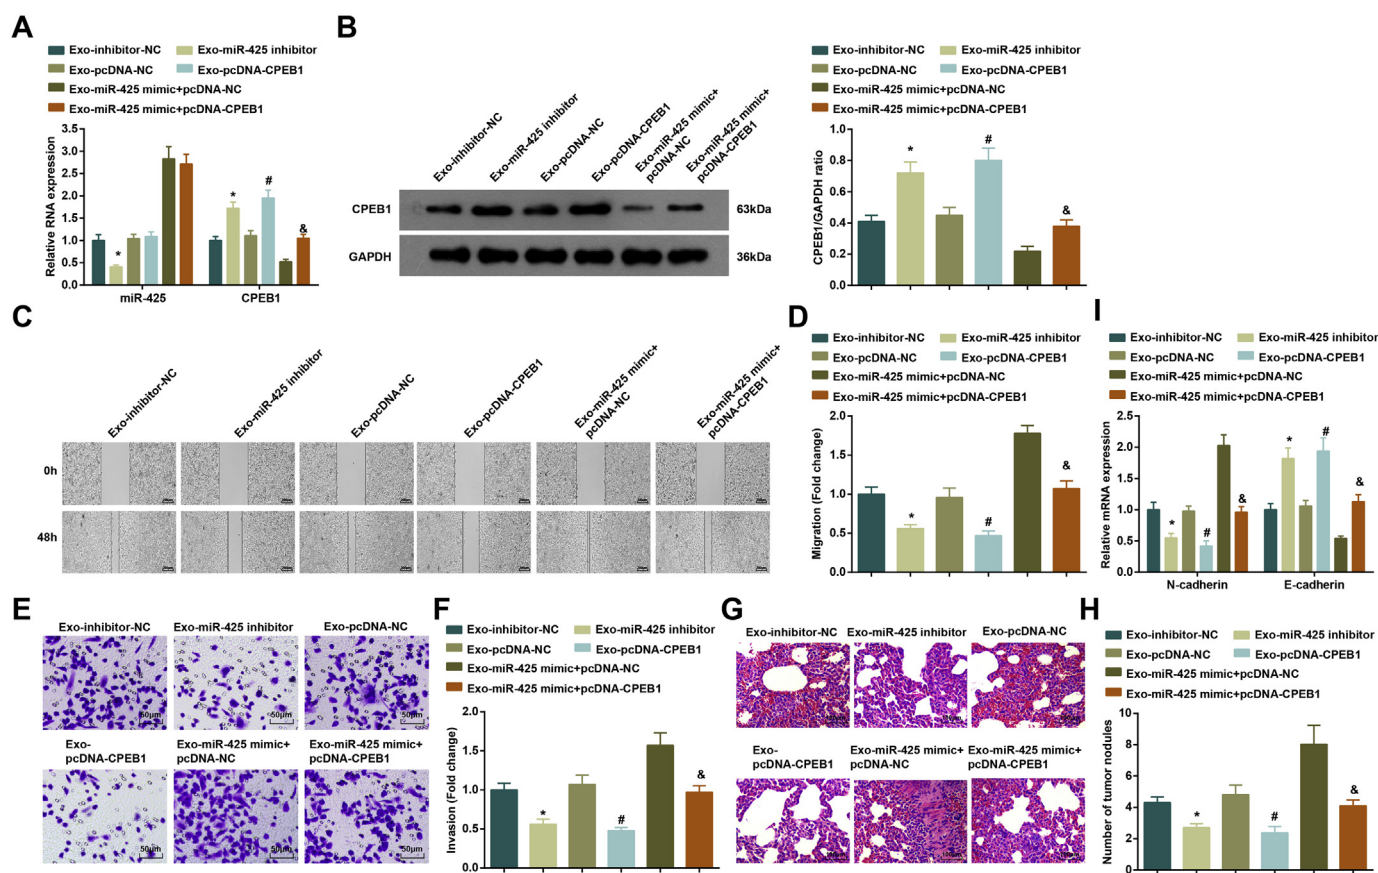 A
Exo-inhibitor-NC
Exo-miR-425 inhibitor
Exo-pcDNA-NC
Exo-pcDNA-CPEB1
Exo-miR-425 mimic+pcDNA-NC
Exo-miR-425 mimic+pcDNA-CPEB1
Relative RNA expression
3.5
3.0
2.5
2.0
1.5
1.0
0.5
0.0
*
*
#
&
miR-425
CPEB1
B
Exo-inhibitor-NC
Exo-miR-425 inhibitor
Exo-pcDNA-NC
Exo-pcDNA-CPEB1
Exo-miR-425 mimic+
pcDNA-NC
Exo-miR-425 mimic+
pcDNA-CPEB1
CPEB1
63kDa
GAPDH
36kDa
Exo-inhibitor-NC
Exo-miR-425 inhibitor
Exo-pcDNA-NC
Exo-pcDNA-CPEB1
Exo-miR-425 mimic+pcDNA-NC
Exo-miR-425 mimic+pcDNA-CPEB1
CPEB1/GAPDH ratio
1.0
0.8
0.6
0.4
0.2
0.0
*
#
&
C
Exo-inhibitor-NC
Exo-miR-425 inhibitor
Exo-pcDNA-NC
Exo-pcDNA-CPEB1
Exo-miR-425 mimic+
pcDNA-NC
Exo-miR-425 mimic+
pcDNA-CPEB1
0h
48h
D
Exo-inhibitor-NC
Exo-miR-425 inhibitor
Exo-pcDNA-NC
Exo-pcDNA-CPEB1
Exo-miR-425 mimic+pcDNA-NC
Exo-miR-425 mimic+pcDNA-CPEB1
Migration (Fold change)
2.0
1.5
1.0
0.5
0.0
*
#
&
I
Exo-inhibitor-NC
Exo-miR-425 inhibitor
Exo-pcDNA-NC
Exo-pcDNA-CPEB1
Exo-miR-425 mimic+pcDNA-NC
Exo-miR-425 mimic+pcDNA-CPEB1
Relative mRNA expression
2.5
2.0
1.5
1.0
0.5
0.0
*
#
&
*
#
&
N-cadherin
E-cadherin
E
Exo-inhibitor-NC
Exo-miR-425 inhibitor
Exo-pcDNA-NC
50μm
50μm
50μm
Exo-
pcDNA-CPEB1
Exo-miR-425 mimic+
pcDNA-NC
Exo-miR-425 mimic+
pcDNA-CPEB1
50μm
50μm
50μm
F
Exo-inhibitor-NC
Exo-miR-425 inhibitor
Exo-pcDNA-NC
Exo-pcDNA-CPEB1
Exo-miR-425 mimic+pcDNA-NC
Exo-miR-425 mimic+pcDNA-CPEB1
Invasion (Fold change)
2.0
1.5
1.0
0.5
0.0
*
#
&
G
Exo-inhibitor-NC
Exo-miR-425 inhibitor
Exo-pcDNA-NC
Exo-
pcDNA-CPEB1
Exo-miR-425 mimic+
pcDNA-NC
Exo-miR-425 mimic+
pcDNA-CPEB1
H
Exo-inhibitor-NC
Exo-miR-425 inhibitor
Exo-pcDNA-NC
Exo-pcDNA-CPEB1
Exo-miR-425 mimic+pcDNA-NC
Exo-miR-425 mimic+pcDNA-CPEB1
Number of tumor nodules
10
8
6
4
2
0
*
#
&